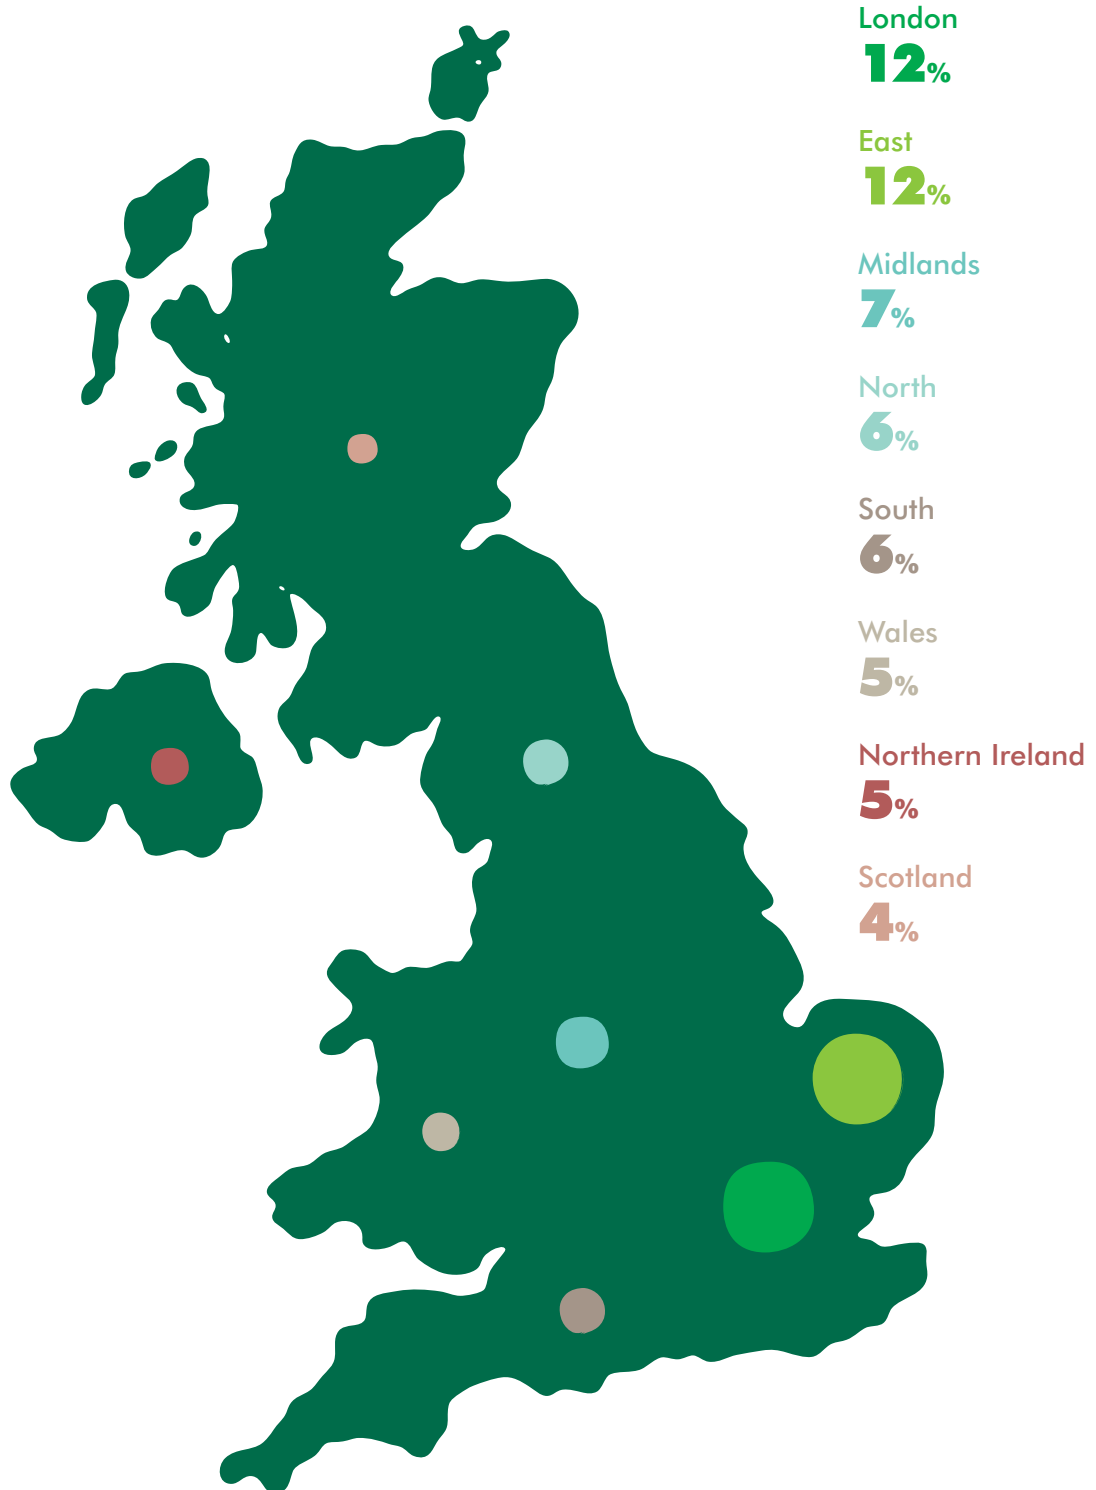 London
12%
East
12%
Midlands
7%
North
6%
South
6%
Wales
5%
Northern Ireland
5%
Scotland
4%